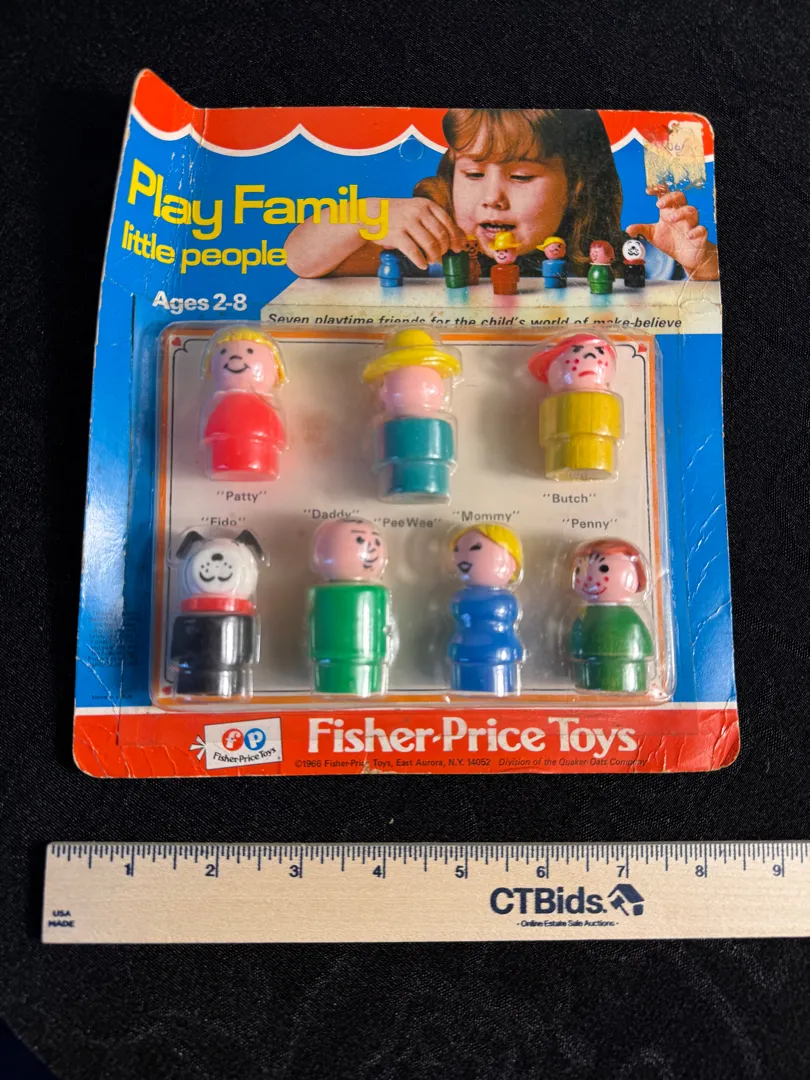 Play Family
little people
Ages 2-8
Seven playtime friends for the child's world of make-believe
"Patty"
"Butch"
"Fido"
"Daddy"
"PeeWee"
"Mommy"
"Penny"
fp
Fisher-Price Toys
Fisher-Price Toys
©1966 Fisher-Price Toys, East Aurora, N.Y. 14052 Division of the Quaker Oats Company
1 2 3 4 5 6 7 8 9
USA
MADE
CTBids.
- Online Estate Sale Auctions -